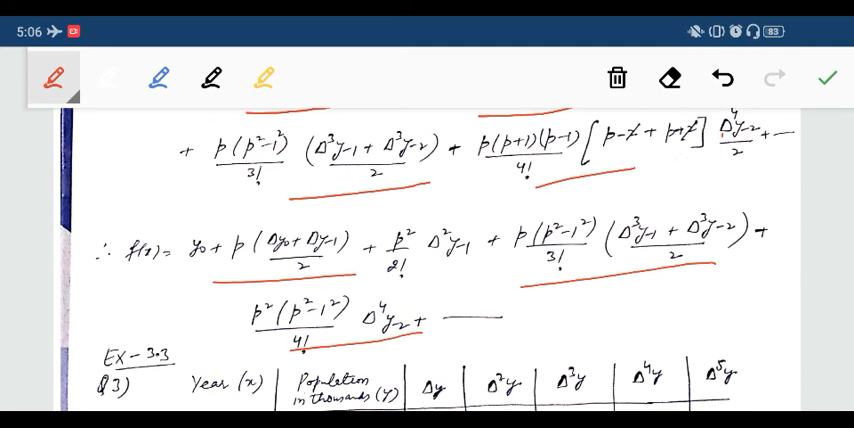 5:06 83
+ p(p²-1²)/3! (Δ³y-1 + Δ³y-2)/2 + p(p+1)(p-1)/4! [p-2 + p+2] Δ⁴y-2/2 + ----
∴ f(x) = y0 + p (Δy0 + Δy-1)/2 + p²/2! Δ²y-1 + p(p²-1²)/3! (Δ³y-1 + Δ³y-2)/2 +
p²(p²-1²)/4! Δ⁴y-2 + ----
Ex-3.3
Q3) Year (x) | Population in thousands (y) | Δy | Δ²y | Δ³y | Δ⁴y | Δ⁵y